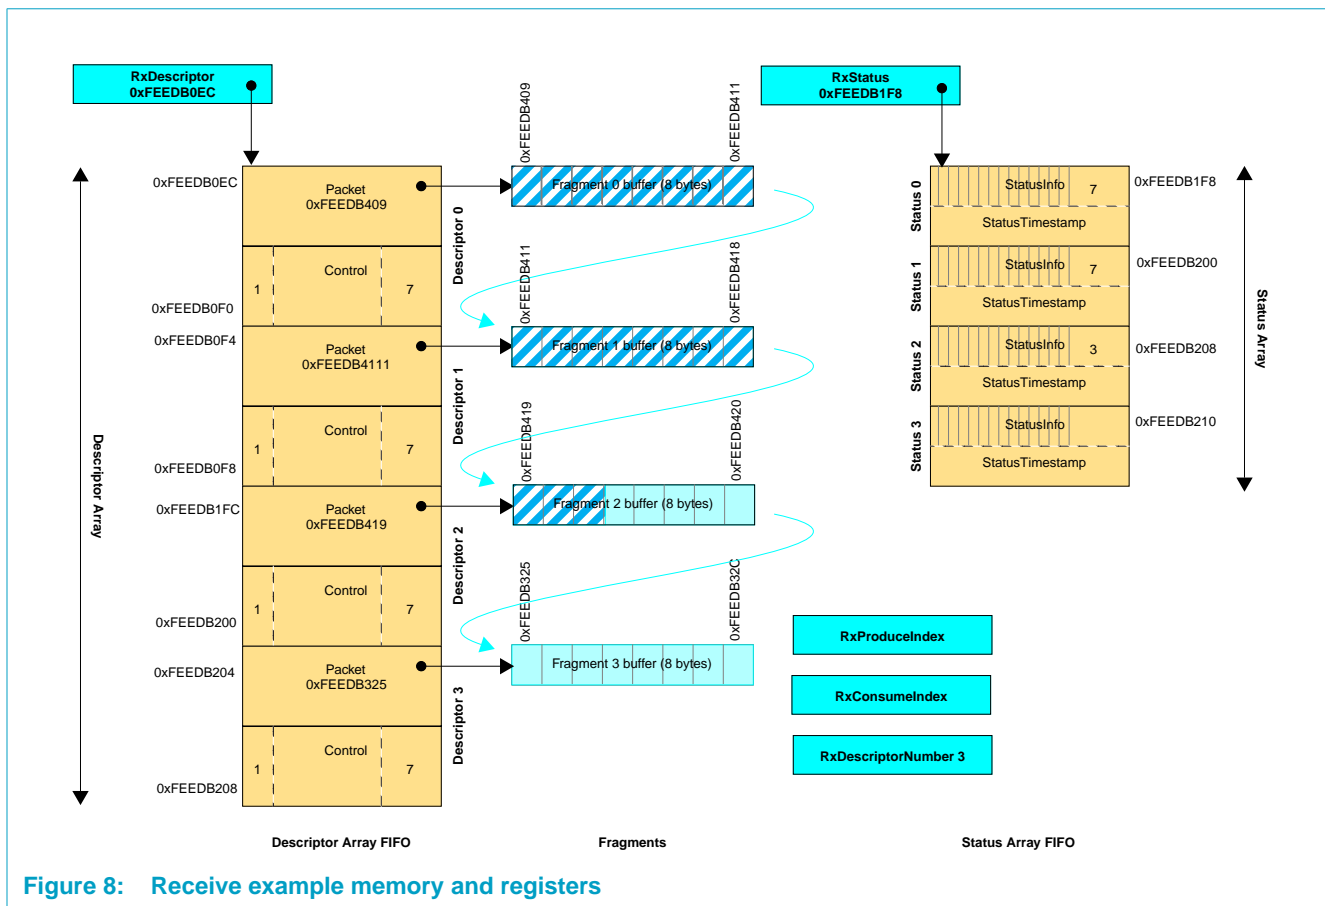 RxDescriptor
0xFEEDB0EC
RxStatus
0xFEEDB1F8
0xFEEDB409
0xFEEDB411
0xFEEDB0EC
Packet
0xFEEDB409
Descriptor 0
Fragment 0 buffer (8 bytes)
Status 0
StatusInfo
7
0xFEEDB1F8
StatusTimestamp
0xFEEDB411
0xFEEDB418
1
Control
7
0xFEEDB0F0
Status 1
StatusInfo
7
0xFEEDB200
StatusTimestamp
Status Array
0xFEEDB0F4
Packet
0xFEEDB4111
Descriptor 1
Fragment 1 buffer (8 bytes)
Status 2
StatusInfo
3
0xFEEDB208
StatusTimestamp
0xFEEDB419
0xFEEDB420
Descriptor Array
1
Control
7
0xFEEDB0F8
Status 3
StatusInfo
0xFEEDB210
StatusTimestamp
0xFEEDB1FC
Packet
0xFEEDB419
Descriptor 2
Fragment 2 buffer (8 bytes)
0xFEEDB325
0xFEEDB32C
1
Control
7
0xFEEDB200
RxProduceIndex
0xFEEDB204
Packet
0xFEEDB325
Descriptor 3
Fragment 3 buffer (8 bytes)
RxConsumeIndex
1
Control
7
0xFEEDB208
RxDescriptorNumber 3
Descriptor Array FIFO
Fragments
Status Array FIFO
Figure 8: Receive example memory and registers